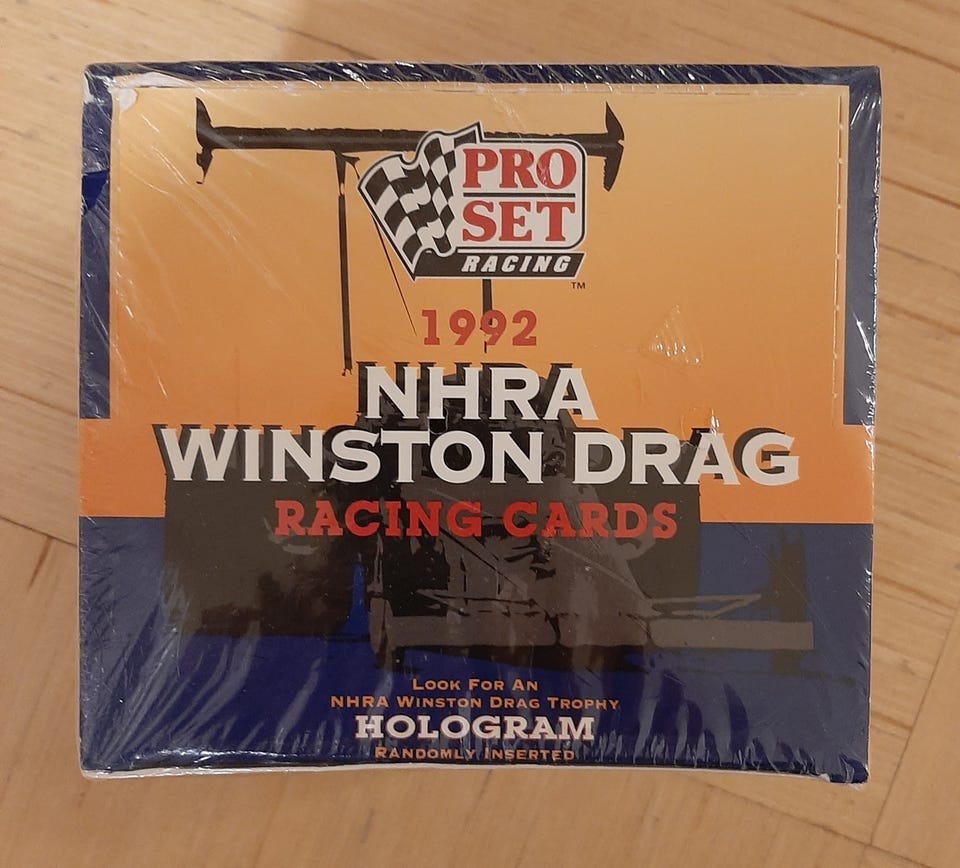 PRO
SET
RACING
TM
1992
NHRA
WINSTON DRAG
RACING CARDS
LOOK FOR AN
NHRA WINSTON DRAG TROPHY
HOLOGRAM
RANDOMLY INSERTED